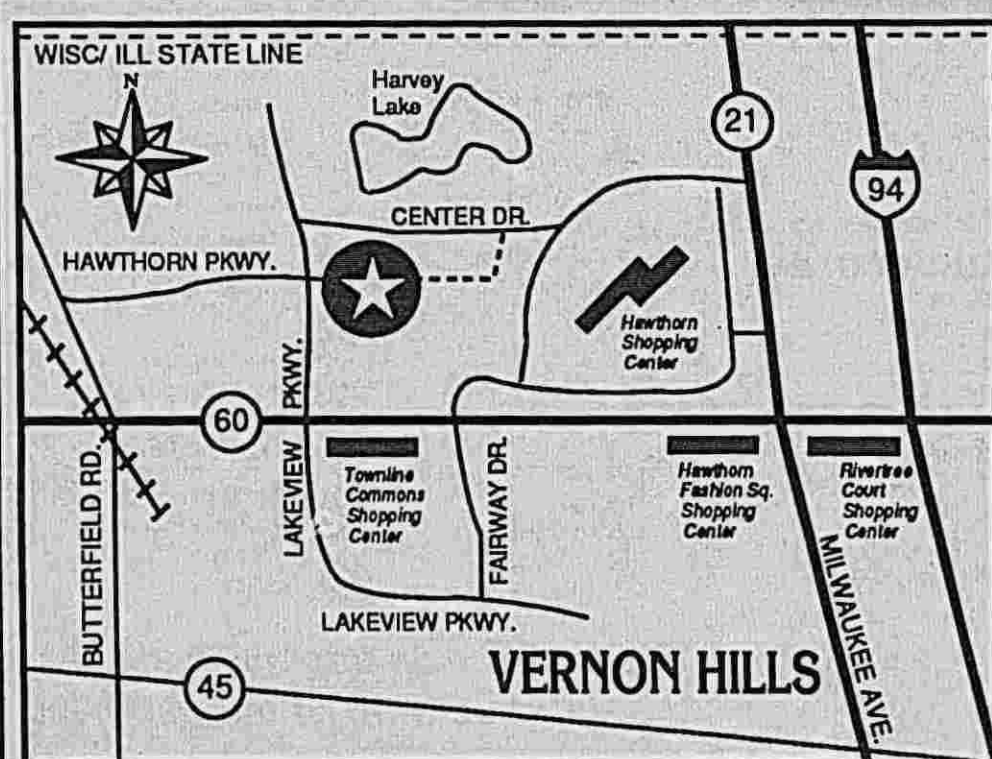 WISC/ ILL STATE LINE
N
Harvey
Lake
21
94
CENTER DR.
HAWTHORN PKWY.
Hawthorn
Shopping
Center
LAKEVIEW PKWY.
60
BUTTERFIELD RD.
Townline
Commons
Shopping
Center
FAIRWAY DR.
Hawthorn
Fashion Sq.
Shopping
Center
Rivertree
Court
Shopping
Center
MILWAUKEE AVE.
LAKEVIEW PKWY.
VERNON HILLS
45